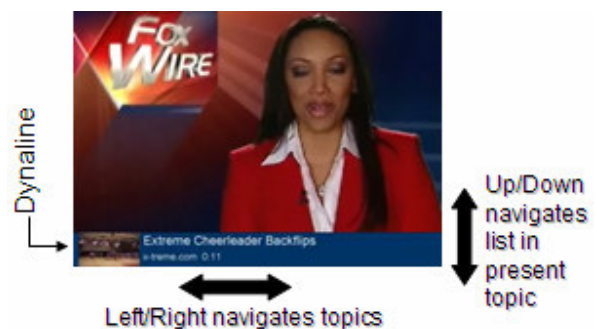 FOX
WIRE
Dynaline
Extreme Cheerleader Backflips
x-treme.com 0:11
Up/Down
navigates
list in
present
topic
Left/Right navigates topics